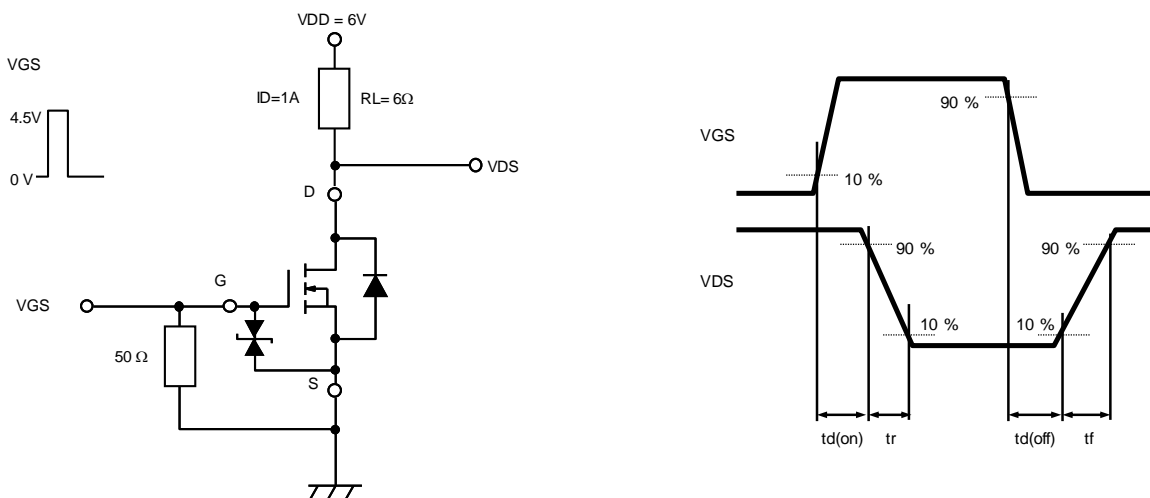 VDD = 6V
VGS
4.5V
0 V
ID=1A
RL= 6Ω
VDS
D
G
VGS
50 Ω
S
VGS
90 %
10 %
VDS
90 %
90 %
10 %
10 %
td(on)
tr
td(off)
tf